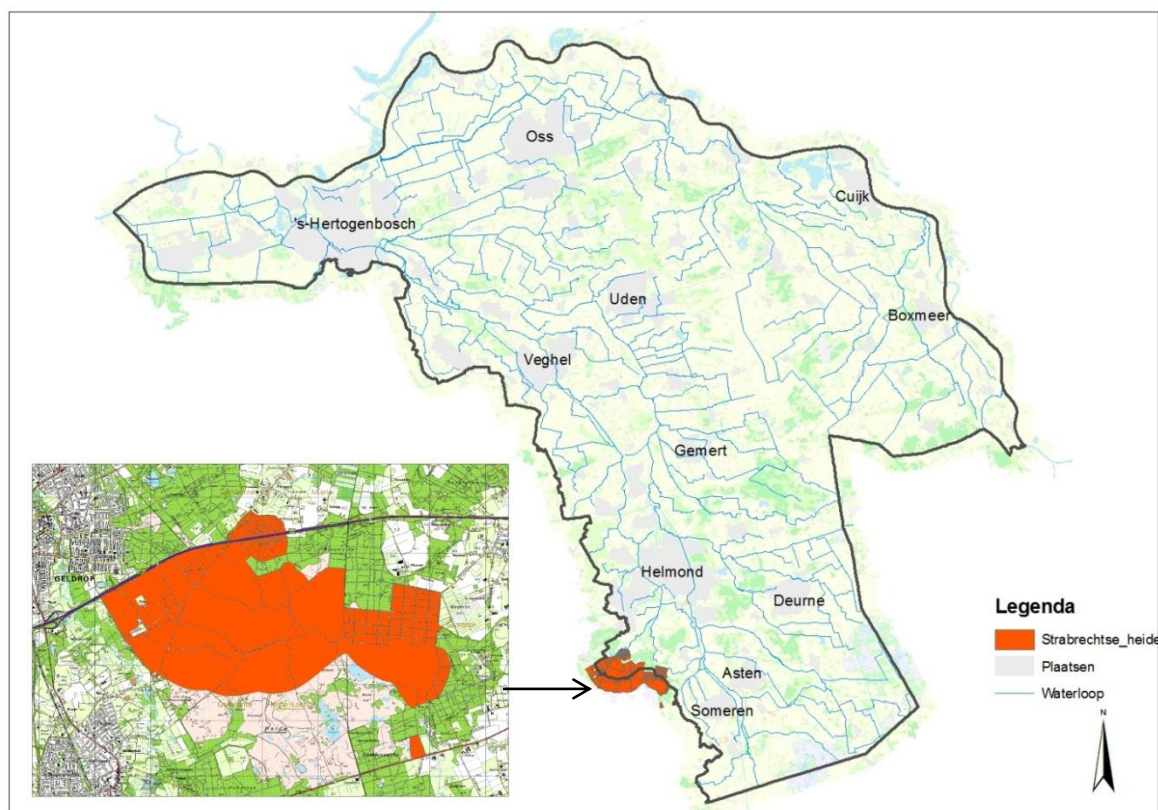 Oss
Cuijk
's-Hertogenbosch
Uden
Boxmeer
Veghel
Gemert
GELDROP
Helmond
Deurne
Legenda
Strabrechtse_heide
Plaatsen
Waterloop
Asten
Someren
N